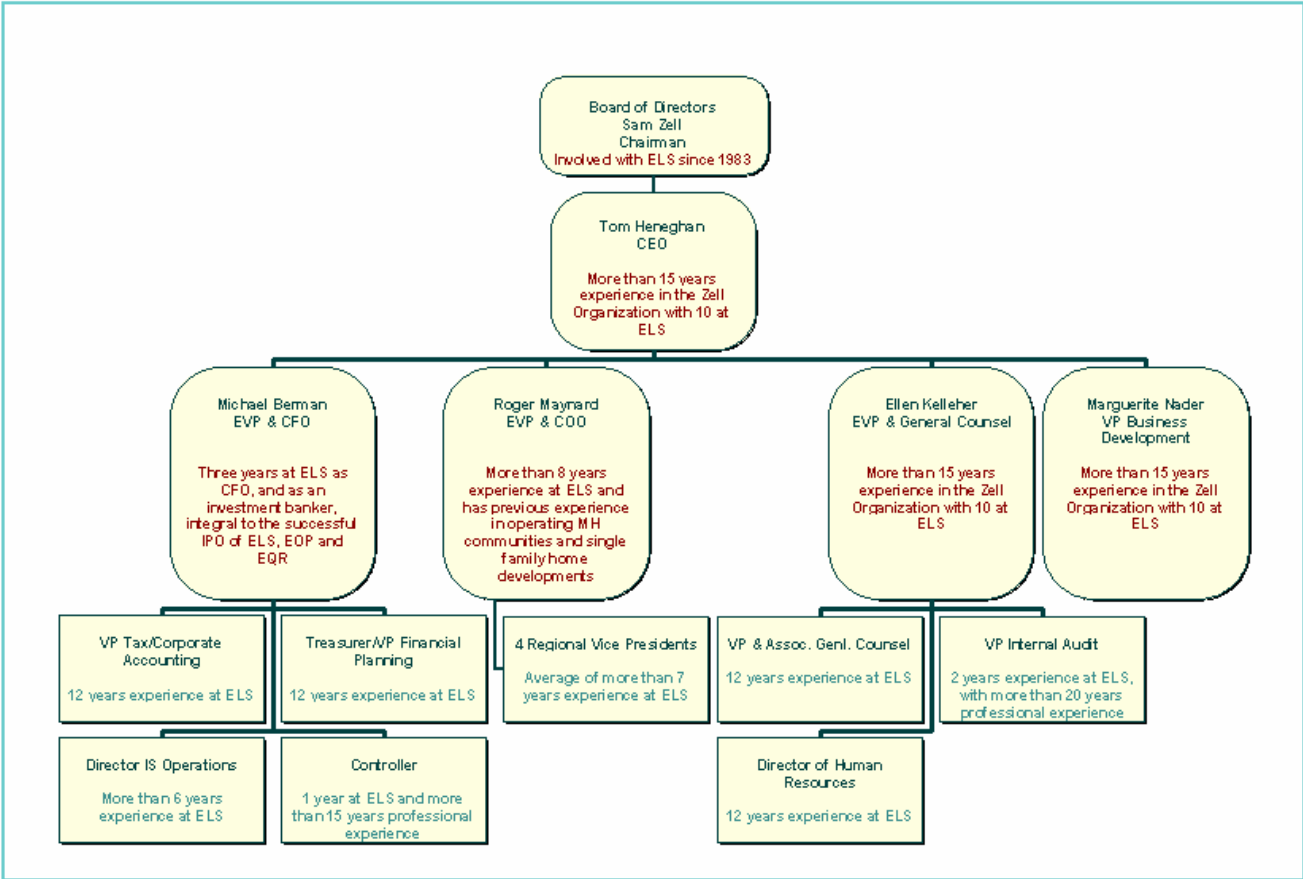 Board of Directors
Sam Zell
Chairman
Involved with ELS since 1983
Tom Heneghan
CEO
More than 15 years
experience in the Zell
Organization with 10 at
ELS
Michael Berman
EVP & CFO
Three years at ELS as
CFO, and as an
investment banker,
integral to the successful
IPO of ELS, EOP and
EQR
Roger Maynard
EVP & COO
More than 8 years
experience at ELS and
has previous experience
in operating MH
communities and single
family home
developments
Ellen Kelleher
EVP & General Counsel
More than 15 years
experience in the Zell
Organization with 10 at
ELS
Marguerite Nader
VP Business
Development
More than 15 years
experience in the Zell
Organization with 10 at
ELS
VP Tax/Corporate
Accounting
12 years experience at ELS
Treasurer/VP Financial
Planning
12 years experience at ELS
4 Regional Vice Presidents
Average of more than 7
years experience at ELS
VP & Assoc. Genl. Counsel
12 years experience at ELS
VP Internal Audit
2 years experience at ELS,
with more than 20 years
professional experience
Director IS Operations
More than 6 years
experience at ELS
Controller
1 year at ELS and more
than 15 years professional
experience
Director of Human
Resources
12 years experience at ELS